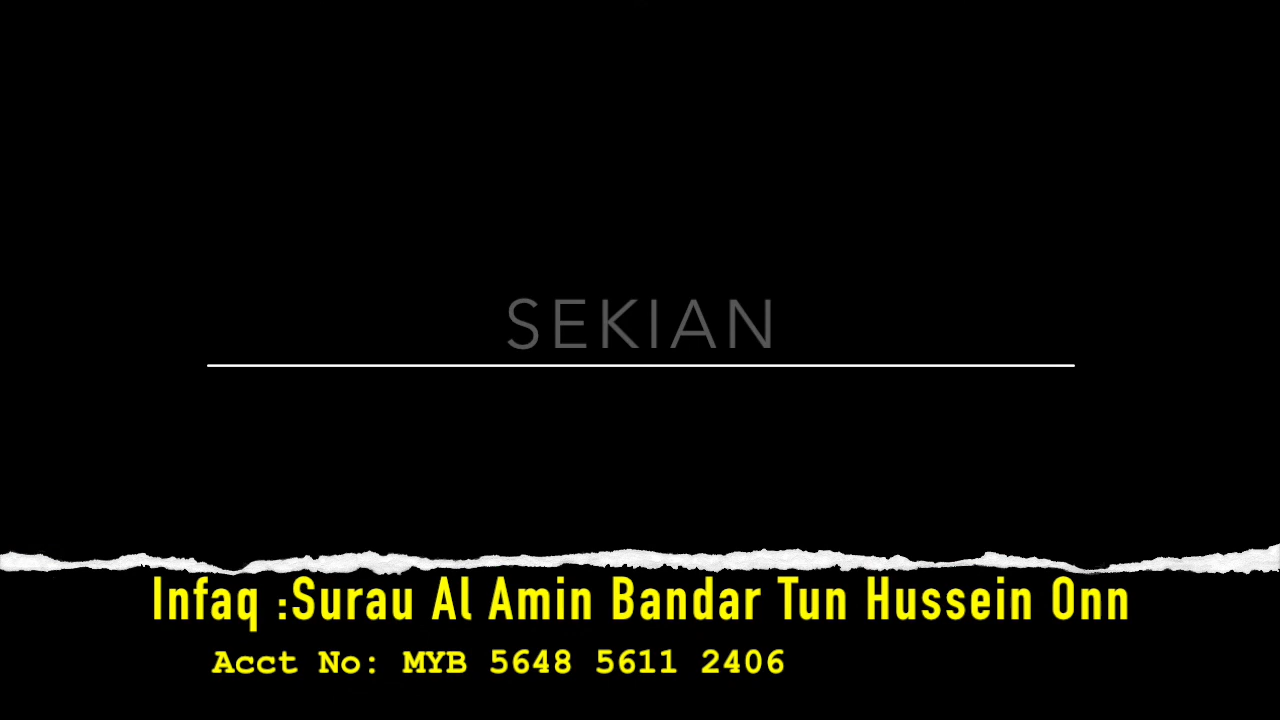 SEKIAN
Infaq :Surau Al Amin Bandar Tun Hussein Onn
Acct No: MYB 5648 5611 2406